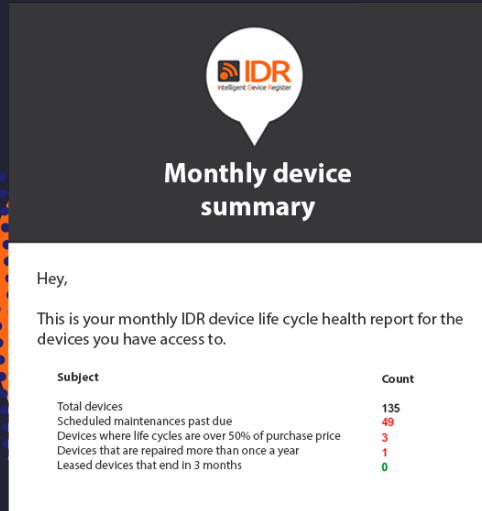 IDR
Intelligent Device Register
Monthly device
summary
Hey,
This is your monthly IDR device life cycle health report for the
devices you have access to.
Subject Count
Total devices 135
Scheduled maintenances past due 49
Devices where life cycles are over 50% of purchase price 3
Devices that are repaired more than once a year 1
Leased devices that end in 3 months 0